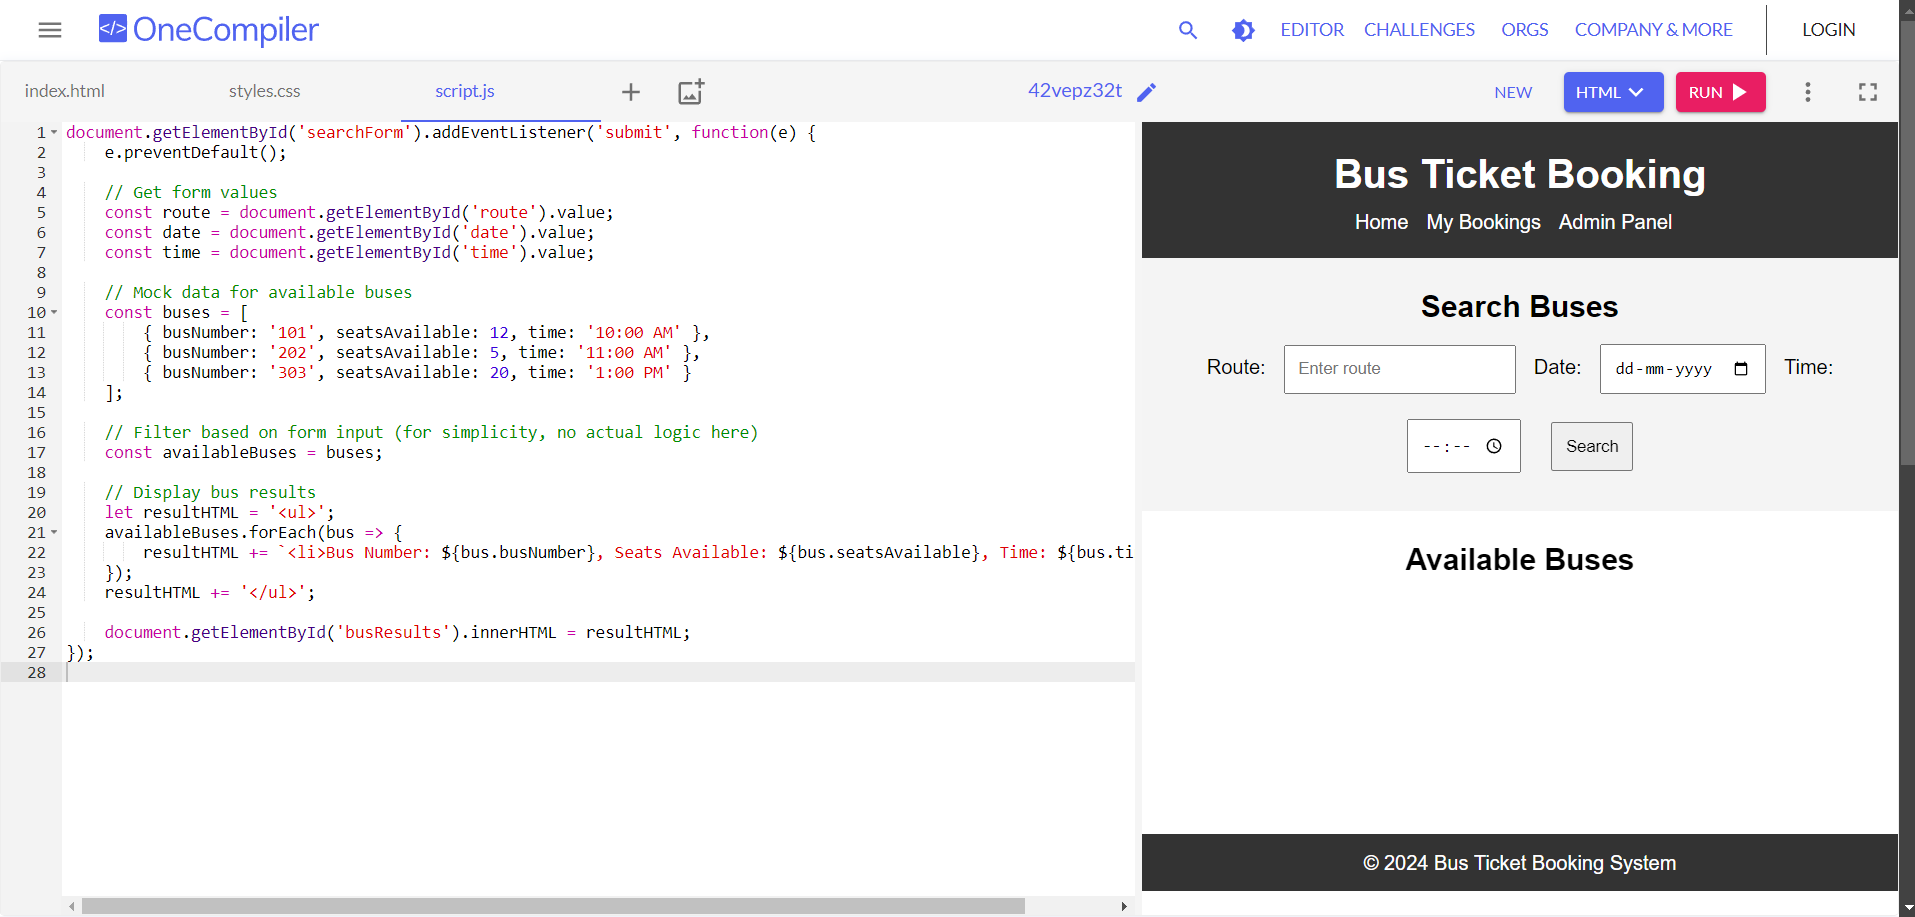 </> OneCompiler
EDITOR CHALLENGES ORGS COMPANY & MORE LOGIN
index.html styles.css script.js 42vepz32t NEW HTML RUN
1 document.getElementById('searchForm').addEventListener('submit', function(e) {
2     e.preventDefault();
3
4     // Get form values
5     const route = document.getElementById('route').value;
6     const date = document.getElementById('date').value;
7     const time = document.getElementById('time').value;
8
9     // Mock data for available buses
10     const buses = [
11         { busNumber: '101', seatsAvailable: 12, time: '10:00 AM' },
12         { busNumber: '202', seatsAvailable: 5, time: '11:00 AM' },
13         { busNumber: '303', seatsAvailable: 20, time: '1:00 PM' }
14     ];
15
16     // Filter based on form input (for simplicity, no actual logic here)
17     const availableBuses = buses;
18
19     // Display bus results
20     let resultHTML = '<ul>';
21     availableBuses.forEach(bus => {
22         resultHTML += `<li>Bus Number: ${bus.busNumber}, Seats Available: ${bus.seatsAvailable}, Time: ${bus.ti
23     });
24     resultHTML += '</ul>';
25
26     document.getElementById('busResults').innerHTML = resultHTML;
27 });
28
Bus Ticket Booking
Home My Bookings Admin Panel
Search Buses
Route: Enter route Date: dd-mm-yyyy Time:
--:-- Search
Available Buses
© 2024 Bus Ticket Booking System